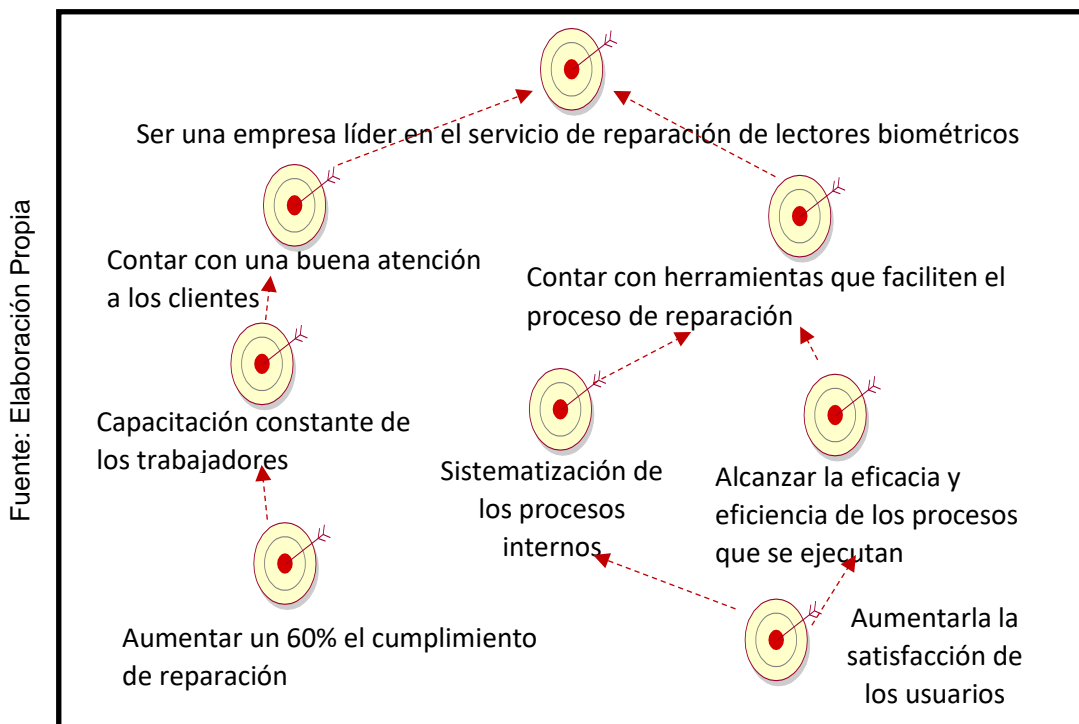 Fuente: Elaboración Propia
Ser una empresa líder en el servicio de reparación de lectores biométricos
Contar con una buena atención
a los clientes
Contar con herramientas que faciliten el
proceso de reparación
Capacitación constante de
los trabajadores
Sistematización de
los procesos
internos
Alcanzar la eficacia y
eficiencia de los procesos
que se ejecutan
Aumentar un 60% el cumplimiento
de reparación
Aumentarla la
satisfacción de
los usuarios